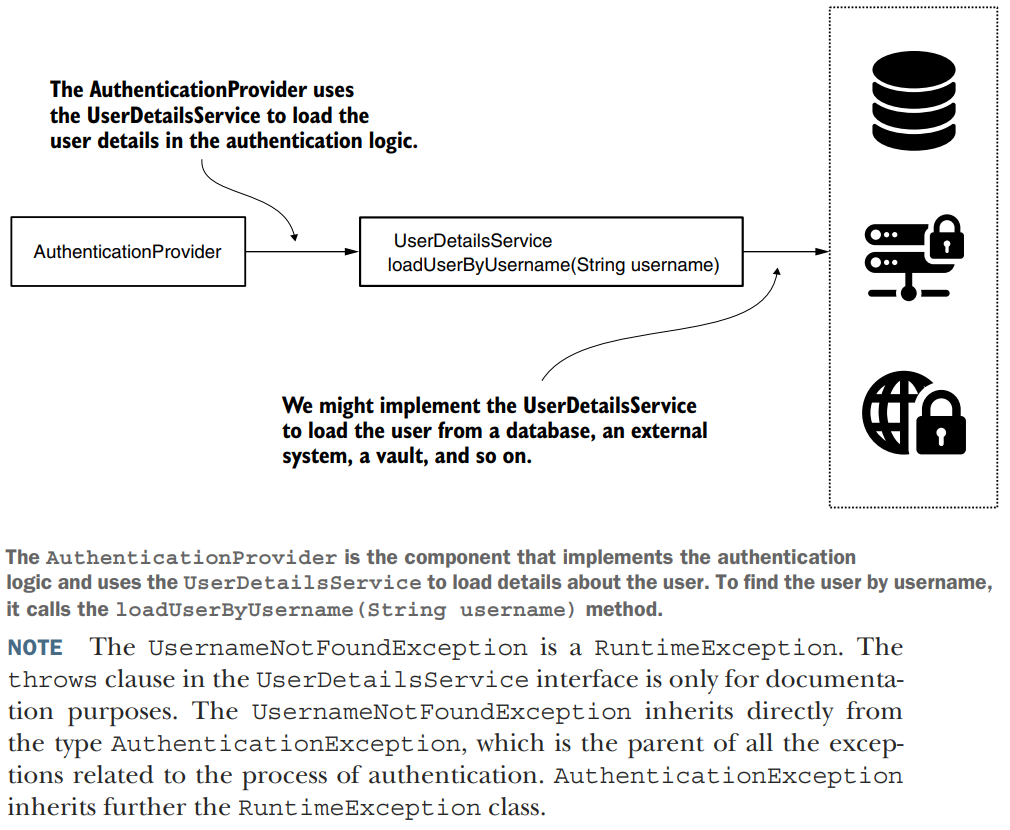 The AuthenticationProvider uses
the UserDetailsService to load the
user details in the authentication logic.
AuthenticationProvider
UserDetailsService
loadUserByUsername(String username)
We might implement the UserDetailsService
to load the user from a database, an external
system, a vault, and so on.
The AuthenticationProvider is the component that implements the authentication
logic and uses the UserDetailsService to load details about the user. To find the user by username,
it calls the loadUserByUsername(String username) method.
NOTE The UsernameNotFoundException is a RuntimeException. The
throws clause in the UserDetailsService interface is only for documenta-
tion purposes. The UsernameNotFoundException inherits directly from
the type AuthenticationException, which is the parent of all the excep-
tions related to the process of authentication. AuthenticationException
inherits further the RuntimeException class.